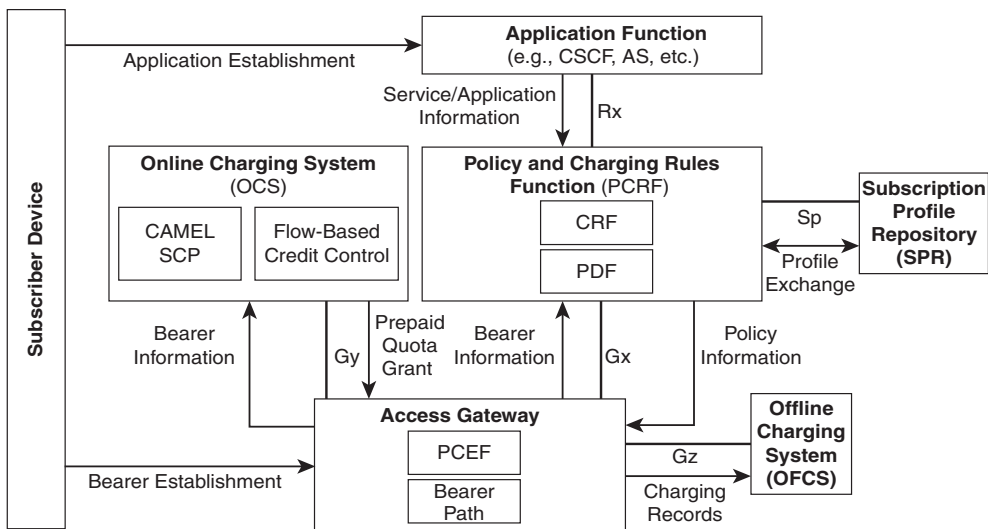 Subscriber Device
Application Establishment
Application Function
(e.g., CSCF, AS, etc.)
Service/Application
Information
Rx
Online Charging System
(OCS)
CAMEL
SCP
Flow-Based
Credit Control
Policy and Charging Rules
Function (PCRF)
CRF
PDF
Sp
Profile
Exchange
Subscription
Profile
Repository
(SPR)
Bearer
Information
Gy
Prepaid
Quota
Grant
Bearer
Information
Gx
Policy
Information
Access Gateway
PCEF
Bearer
Path
Bearer Establishment
Gz
Charging
Records
Offline
Charging
System
(OFCS)